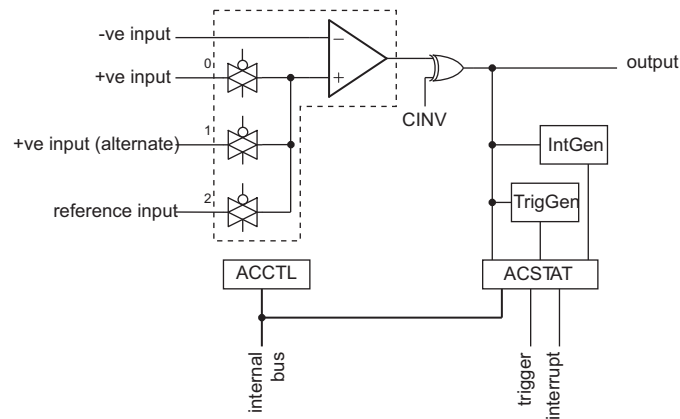 -ve input
−
0
+ve input
+
output
CINV
1
+ve input (alternate)
IntGen
2
reference input
TrigGen
ACCTL
ACSTAT
internal
bus
trigger
interrupt